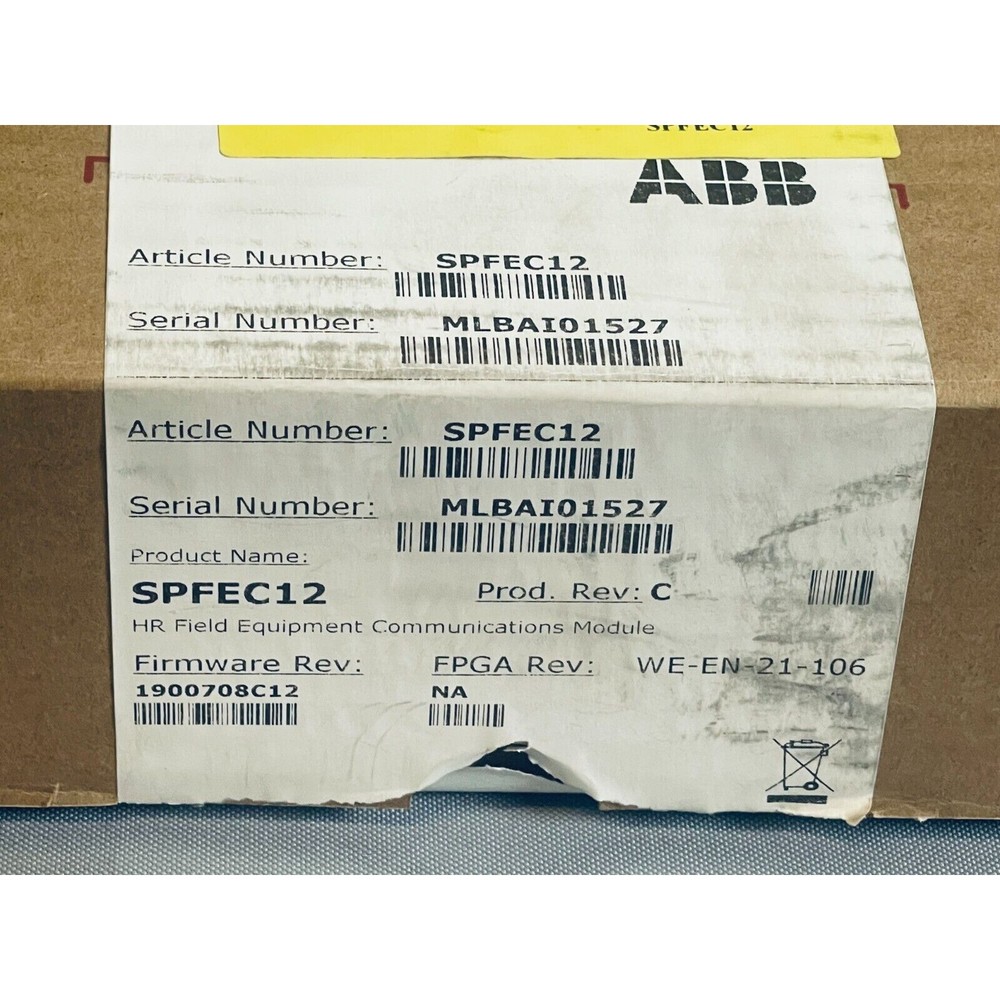 SPFEC12
ABB
Article Number: SPFEC12
Serial Number: MLBAI01527
Article Number: SPFEC12
Serial Number: MLBAI01527
Product Name:
SPFEC12 Prod. Rev: C
HR Field Equipment Communications Module
Firmware Rev: FPGA Rev: WE-EN-21-106
1900708C12 NA